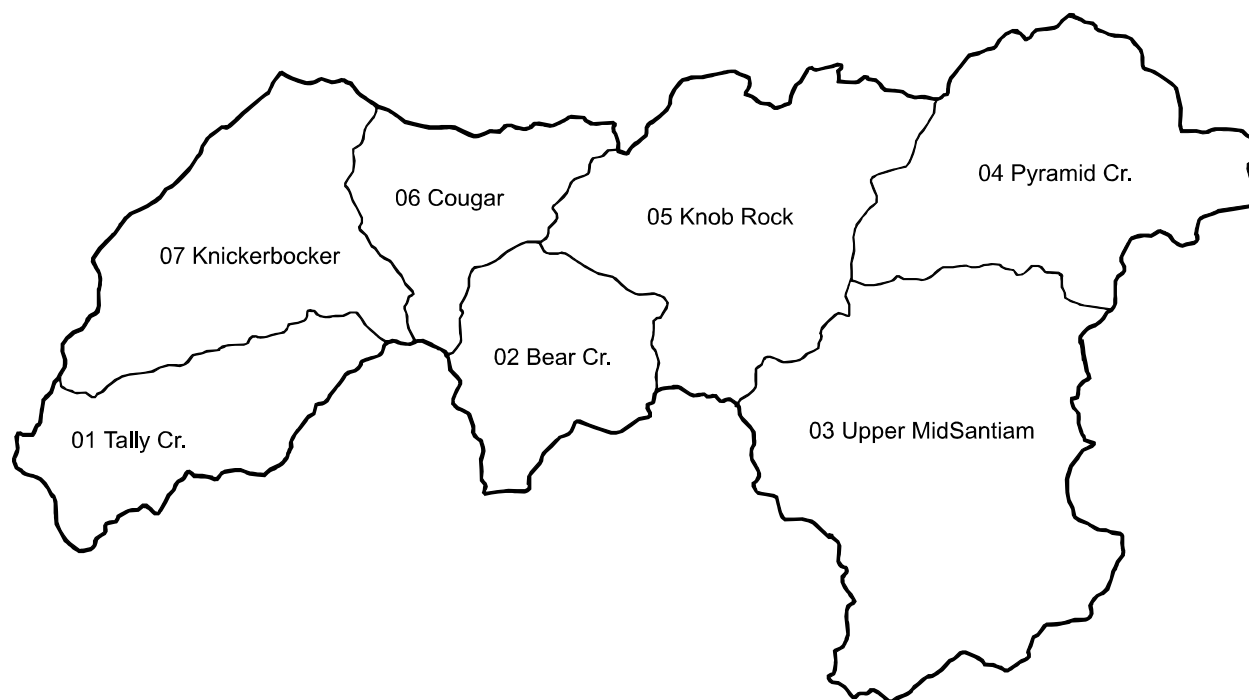 04 Pyramid Cr.
06 Cougar
05 Knob Rock
07 Knickerbocker
02 Bear Cr.
03 Upper MidSantiam
01 Tally Cr.